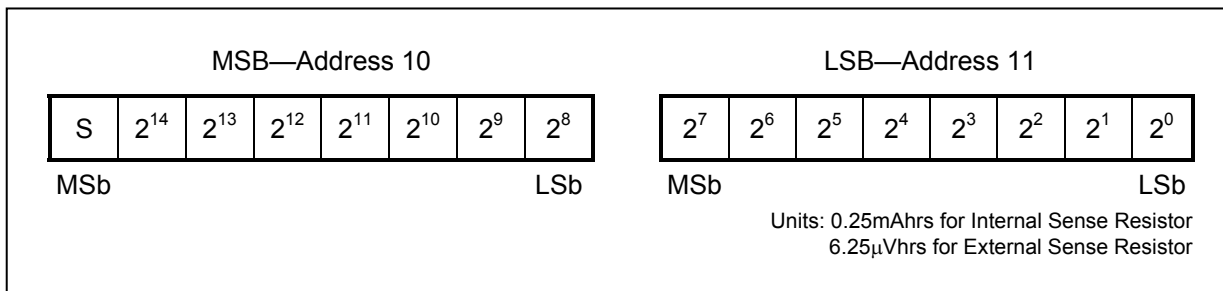 MSB—Address 10
LSB—Address 11
S 2¹⁴ 2¹³ 2¹² 2¹¹ 2¹⁰ 2⁹ 2⁸
2⁷ 2⁶ 2⁵ 2⁴ 2³ 2² 2¹ 2⁰
MSb LSb
MSb LSb
Units: 0.25mAhrs for Internal Sense Resistor
6.25μVhrs for External Sense Resistor